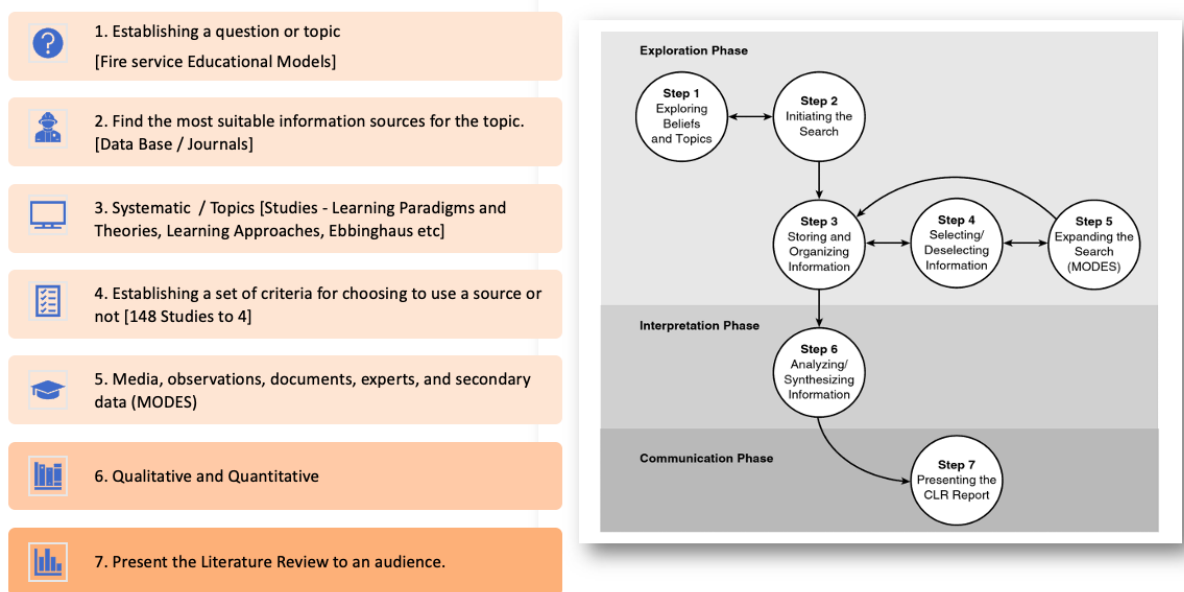 1. Establishing a question or topic
[Fire service Educational Models]
2. Find the most suitable information sources for the topic.
[Data Base / Journals]
3. Systematic / Topics [Studies - Learning Paradigms and
Theories, Learning Approaches, Ebbinghaus etc]
4. Establishing a set of criteria for choosing to use a source or
not [148 Studies to 4]
5. Media, observations, documents, experts, and secondary
data (MODES)
6. Qualitative and Quantitative
7. Present the Literature Review to an audience.
Exploration Phase
Step 1
Exploring
Beliefs
and Topics
Step 2
Initiating the
Search
Step 3
Storing and
Organizing
Information
Step 4
Selecting/
Deselecting
Information
Step 5
Expanding the
Search
(MODES)
Interpretation Phase
Step 6
Analyzing/
Synthesizing
Information
Communication Phase
Step 7
Presenting the
CLR Report